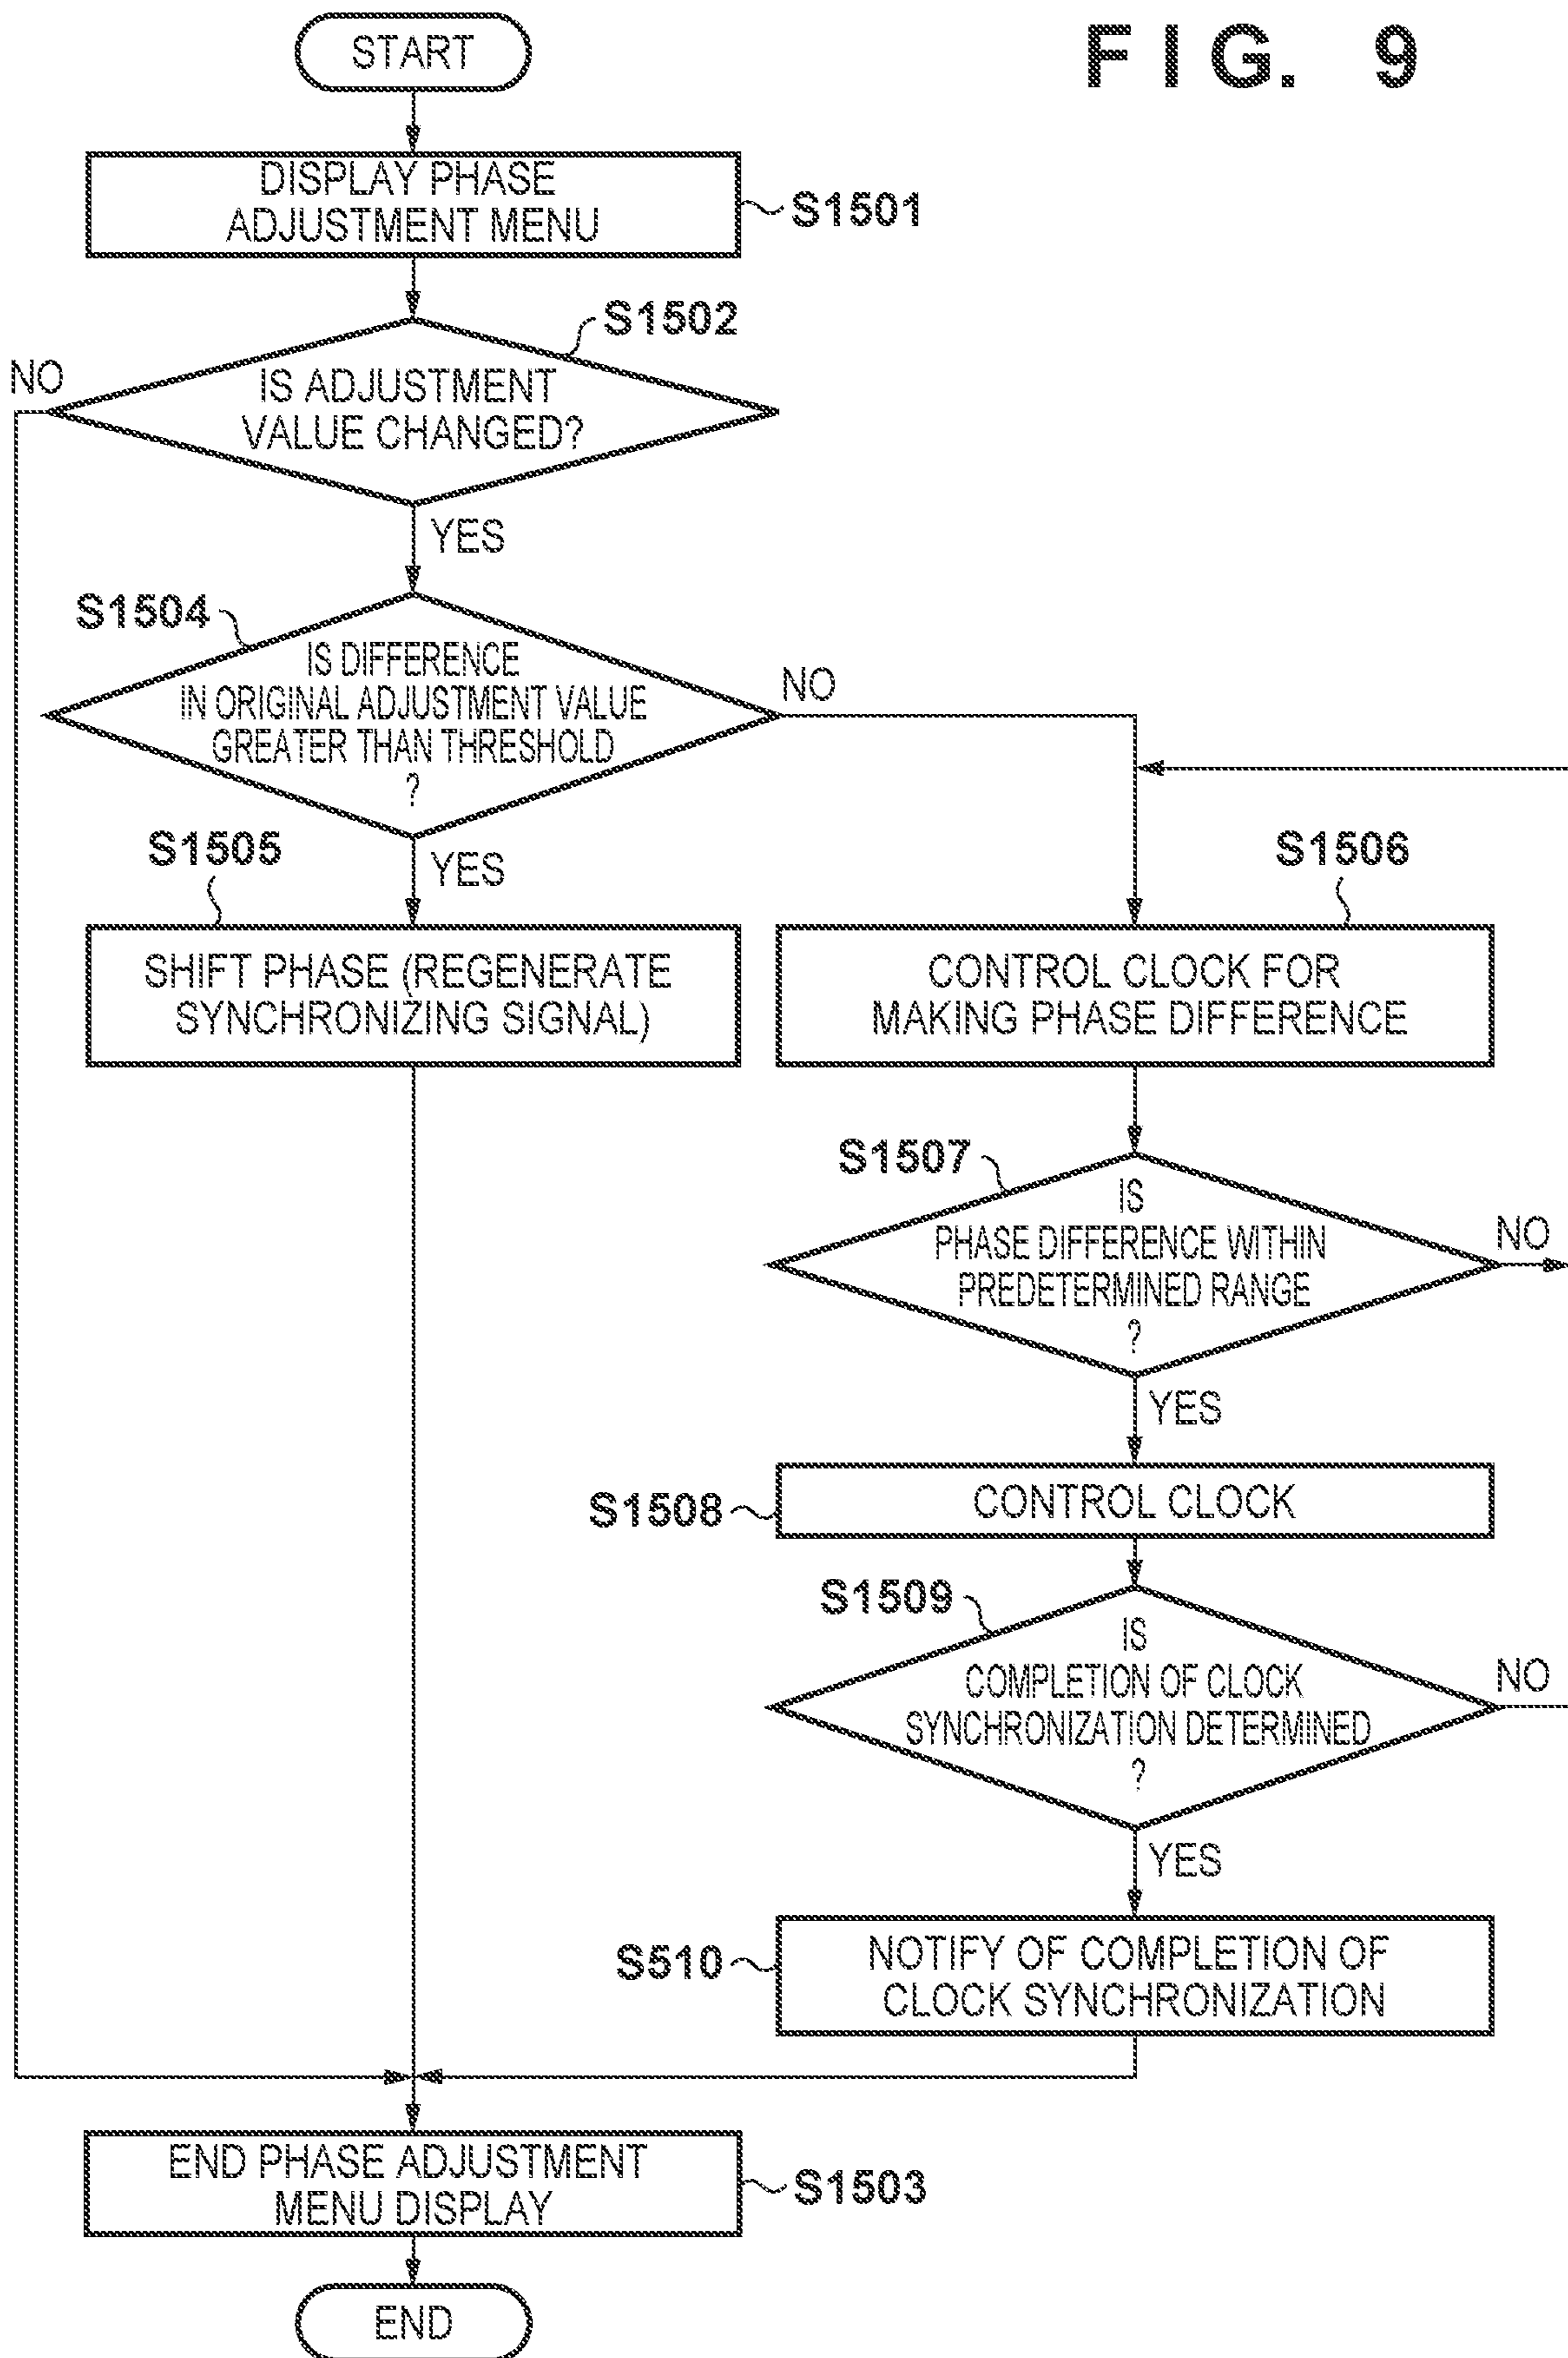 FIG. 9
START
DISPLAY PHASE
ADJUSTMENT MENU
S1501
S1502
NO
IS ADJUSTMENT
VALUE CHANGED?
YES
S1504
IS DIFFERENCE
IN ORIGINAL ADJUSTMENT VALUE
GREATER THAN THRESHOLD
?
NO
YES
S1505
SHIFT PHASE (REGENERATE
SYNCHRONIZING SIGNAL)
S1506
CONTROL CLOCK FOR
MAKING PHASE DIFFERENCE
S1507
IS
PHASE DIFFERENCE WITHIN
PREDETERMINED RANGE
?
NO
YES
S1508
CONTROL CLOCK
S1509
IS
COMPLETION OF CLOCK
SYNCHRONIZATION DETERMINED
?
NO
YES
S510
NOTIFY OF COMPLETION OF
CLOCK SYNCHRONIZATION
END PHASE ADJUSTMENT
MENU DISPLAY
S1503
END